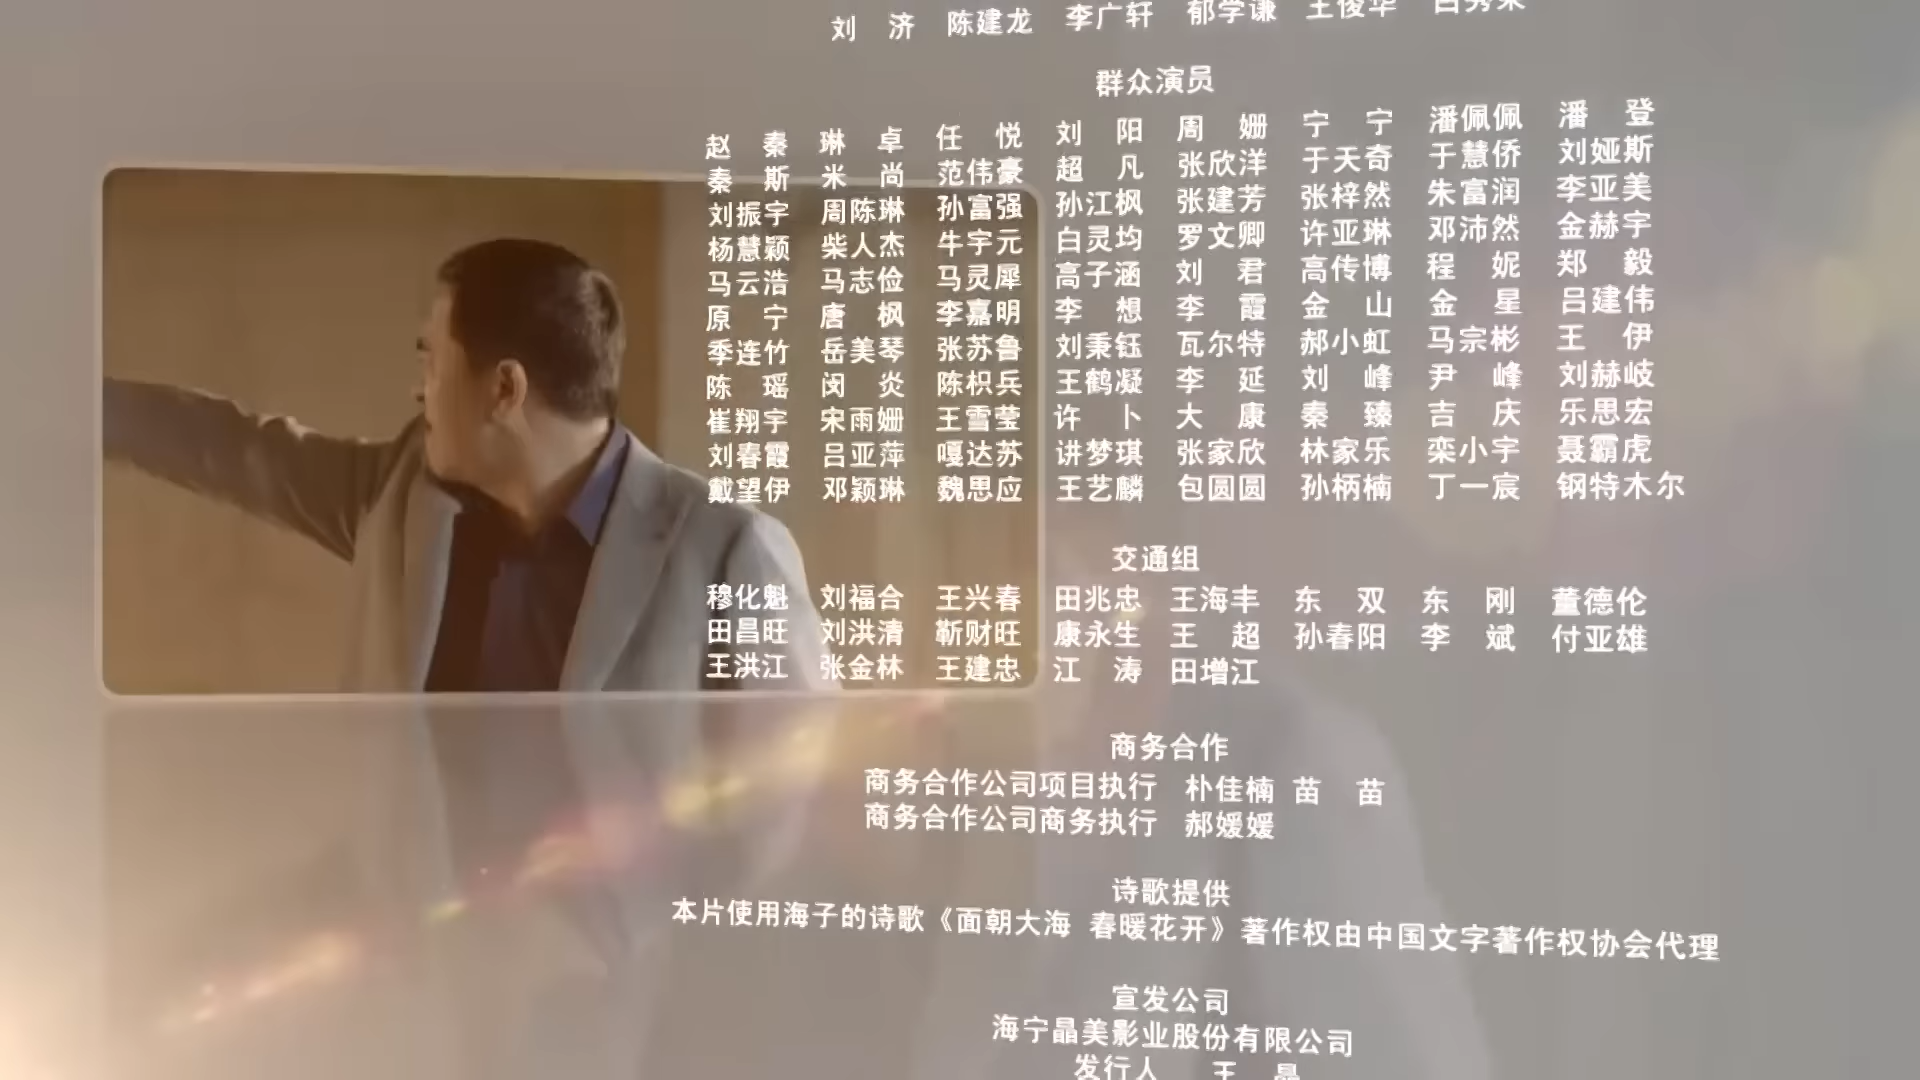 刘 济 陈建龙 李广轩 郁学谦 王俊华
群众演员
赵 秦 琳 卓 任 悦 刘 阳 周 姗 宁 宁 潘佩佩 潘 登
秦 斯 米 尚 范伟豪 超 凡 张欣洋 于天奇 于慧侨 刘娅斯
刘振宇 周陈琳 孙富强 孙江枫 张建芳 张梓然 朱富润 李亚美
杨慧颖 柴人杰 牛宇元 白灵均 罗文卿 许亚琳 邓沛然 金赫宇
马云浩 马志俭 马灵犀 高子涵 刘 君 高传博 程 妮 郑 毅
原 宁 唐 枫 李嘉明 李 想 李 霞 金 山 金 星 吕建伟
季连竹 岳美琴 张苏鲁 刘秉钰 瓦尔特 郝小虹 马宗彬 王 伊
陈 瑶 闵 炎 陈枳兵 王鹤凝 李 延 刘 峰 尹 峰 刘赫岐
崔翔宇 宋雨姗 王雪莹 许 卜 大 康 秦 臻 吉 庆 乐思宏
刘春霞 吕亚萍 嘎达苏 讲梦琪 张家欣 林家乐 栾小宇 聂霸虎
戴望伊 邓颖琳 魏思应 王艺麟 包圆圆 孙柄楠 丁一宸 钢特木尔
交通组
穆化魁 刘福合 王兴春 田兆忠 王海丰 东 双 东 刚 董德伦
田昌旺 刘洪清 靳财旺 康永生 王 超 孙春阳 李 斌 付亚雄
王洪江 张金林 王建忠 江 涛 田增江
商务合作
商务合作公司项目执行 朴佳楠 苗 苗
商务合作公司商务执行 郝媛媛
诗歌提供
本片使用海子的诗歌《面朝大海 春暖花开》著作权由中国文字著作权协会代理
宣发公司
海宁晶美影业股份有限公司
发行人 王 晶